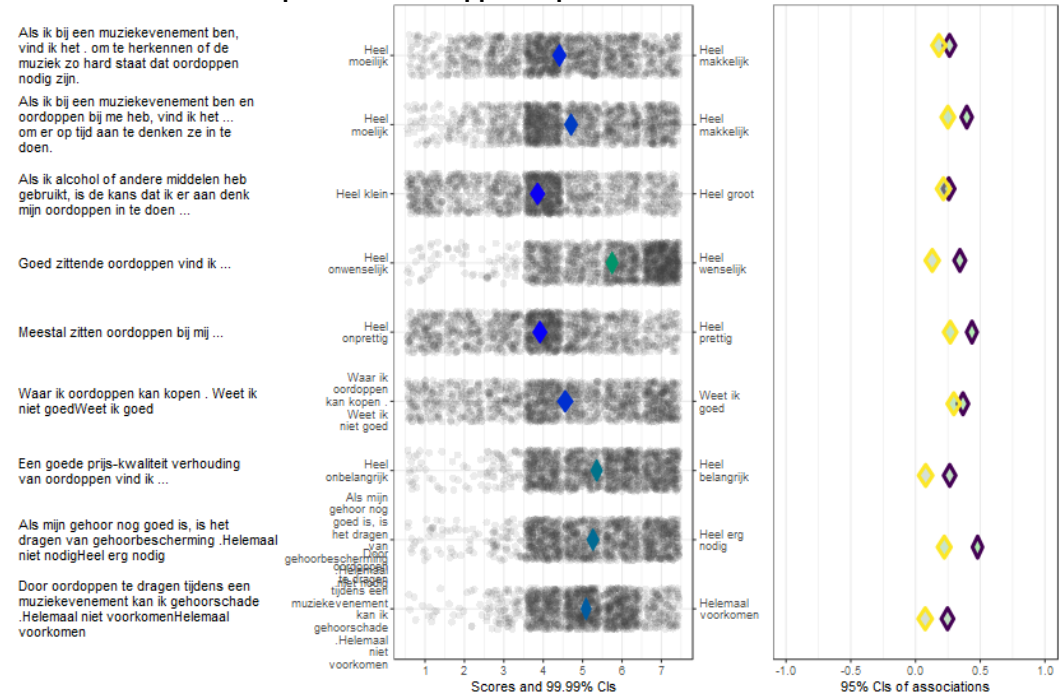 Als ik bij een muziekevenement ben,
vind ik het . om te herkennen of de
muziek zo hard staat dat oordoppen
nodig zijn.
Heel
moeilijk
Heel
makkelijk
Als ik bij een muziekevenement ben en
oordoppen bij me heb, vind ik het ...
om er op tijd aan te denken ze in te
doen.
Heel
moelijk
Heel
makkelijk
Als ik alcohol of andere middelen heb
gebruikt, is de kans dat ik er aan denk
mijn oordoppen in te doen ...
Heel klein
Heel groot
Goed zittende oordoppen vind ik ...
Heel
onwenselijk
Heel
wenselijk
Meestal zitten oordoppen bij mij ...
Heel
onprettig
Heel
prettig
Waar ik oordoppen kan kopen . Weet ik
niet goedWeet ik goed
Waar ik
oordoppen
kan kopen .
Weet ik
niet goed
Weet ik
goed
Een goede prijs-kwaliteit verhouding
van oordoppen vind ik ...
Heel
onbelangrijk
Heel
belangrijk
Als mijn gehoor nog goed is, is het
dragen van gehoorbescherming .Helemaal
niet nodigHeel erg nodig
Als mijn
gehoor nog
goed is, is
het dragen
van
gehoorbescherming
.Helemaal
niet nodig
Heel erg
nodig
Door oordoppen te dragen tijdens een
muziekevenement kan ik gehoorschade
.Helemaal niet voorkomenHelemaal
voorkomen
Door
oordoppen
te dragen
tijdens een
muziekevenement
kan ik
gehoorschade
.Helemaal
niet
voorkomen
Helemaal
voorkomen
1 2 3 4 5 6 7
Scores and 99.99% CIs
-1.0 -0.5 0.0 0.5 1.0
95% CIs of associations